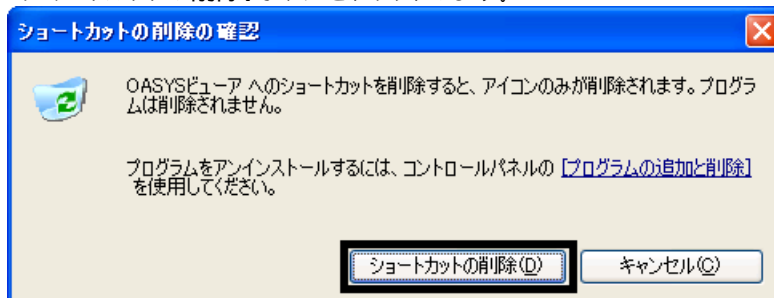 ショートカットの削除の確認
OASYSビューア へのショートカットを削除すると、アイコンのみが削除されます。プログラ
ムは削除されません。
プログラムをアンインストールするには、コントロールパネルの [プログラムの追加と削除]
を使用してください。
ショートカットの削除(D) キャンセル(C)